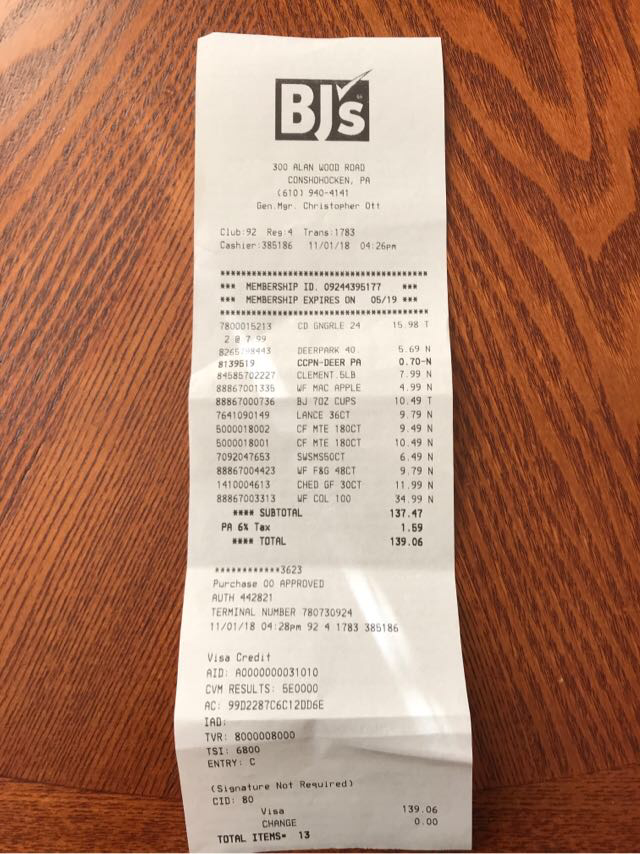 BJ's
300 ALAN WOOD ROAD
CONSHOHOCKEN, PA
(610) 940-4141
Gen.Mgr. Christopher Ott
Club:92 Reg:4 Trans:1783
Cashier:385186 11/01/18 04:26pm
****************************************
*** MEMBERSHIP ID. 09244395177 ***
*** MEMBERSHIP EXPIRES ON 05/19 ***
****************************************
7800015213 CD GNGRLE 24 15.98 T
2 @ 7.99
DEERPARK 40. 5.69 N
8139519 CCPN-DEER PA 0.70-N
84585702227 CLEMENT.5LB 7.99 N
88867001335 WF MAC APPLE 4.99 N
88867000736 BJ 7OZ CUPS 10.49 T
7641090149 LANCE 36CT 9.79 N
5000018002 CF MTE 180CT 9.49 N
5000018001 CF MTE 180CT 10.49 N
7092047653 SWSMS50CT 6.49 N
88867004423 WF F&G 48CT 9.79 N
1410004613 CHED GF 30CT 11.99 N
88867003313 WF COL 100 34.99 N
**** SUBTOTAL 137.47
PA 6% Tax 1.59
**** TOTAL 139.06
************3623
Purchase 00 APPROVED
AUTH 442821
TERMINAL NUMBER 780730924
11/01/18 04:28pm 92 4 1783 385186
Visa Credit
AID: A0000000031010
CVM RESULTS: 5E0000
AC: 99D2287C6C12DD6E
IAD:
TVR: 8000008000
TSI: 6800
ENTRY: C
(Signature Not Required)
CID: 80
Visa 139.06
CHANGE 0.00
TOTAL ITEMS= 13